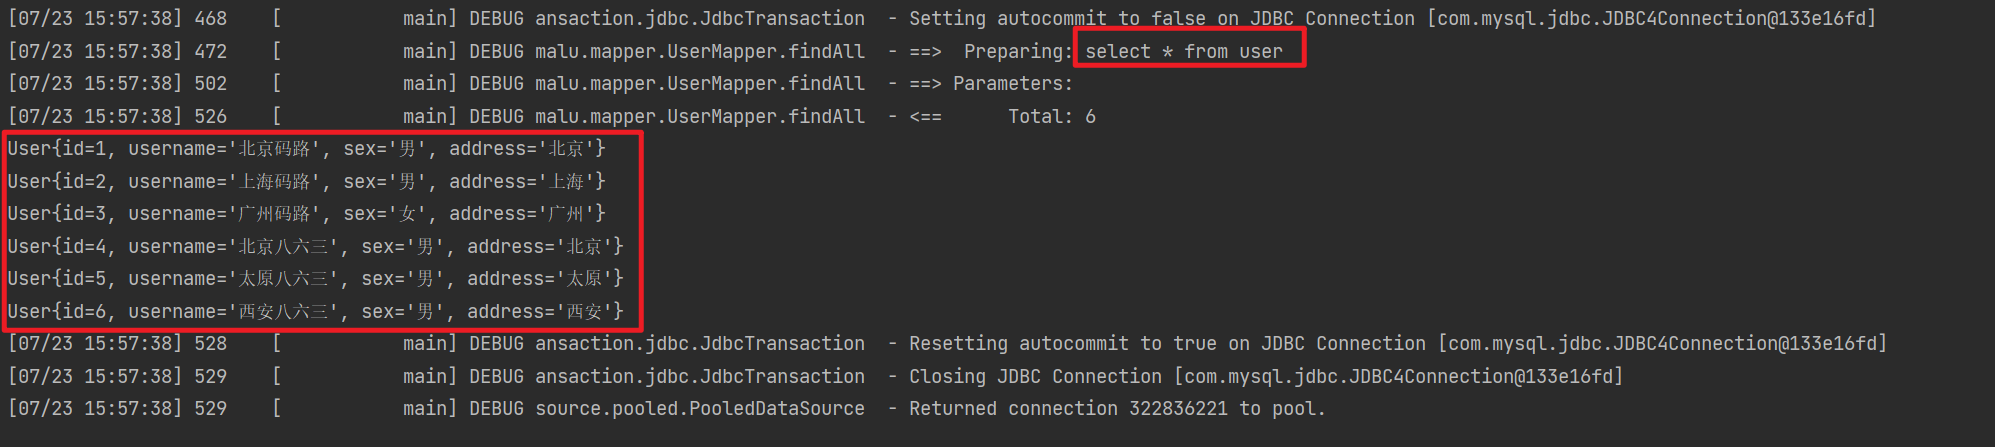 [07/23 15:57:38] 468    [           main] DEBUG ansaction.jdbc.JdbcTransaction  - Setting autocommit to false on JDBC Connection [com.mysql.jdbc.JDBC4Connection@133e16fd]
[07/23 15:57:38] 472    [           main] DEBUG malu.mapper.UserMapper.findAll  - ==>  Preparing: select * from user
[07/23 15:57:38] 502    [           main] DEBUG malu.mapper.UserMapper.findAll  - ==> Parameters:
[07/23 15:57:38] 526    [           main] DEBUG malu.mapper.UserMapper.findAll  - <==      Total: 6
User{id=1, username='北京码路', sex='男', address='北京'}
User{id=2, username='上海码路', sex='男', address='上海'}
User{id=3, username='广州码路', sex='女', address='广州'}
User{id=4, username='北京八六三', sex='男', address='北京'}
User{id=5, username='太原八六三', sex='男', address='太原'}
User{id=6, username='西安八六三', sex='男', address='西安'}
[07/23 15:57:38] 528    [           main] DEBUG ansaction.jdbc.JdbcTransaction  - Resetting autocommit to true on JDBC Connection [com.mysql.jdbc.JDBC4Connection@133e16fd]
[07/23 15:57:38] 529    [           main] DEBUG ansaction.jdbc.JdbcTransaction  - Closing JDBC Connection [com.mysql.jdbc.JDBC4Connection@133e16fd]
[07/23 15:57:38] 529    [           main] DEBUG source.pooled.PooledDataSource  - Returned connection 322836221 to pool.